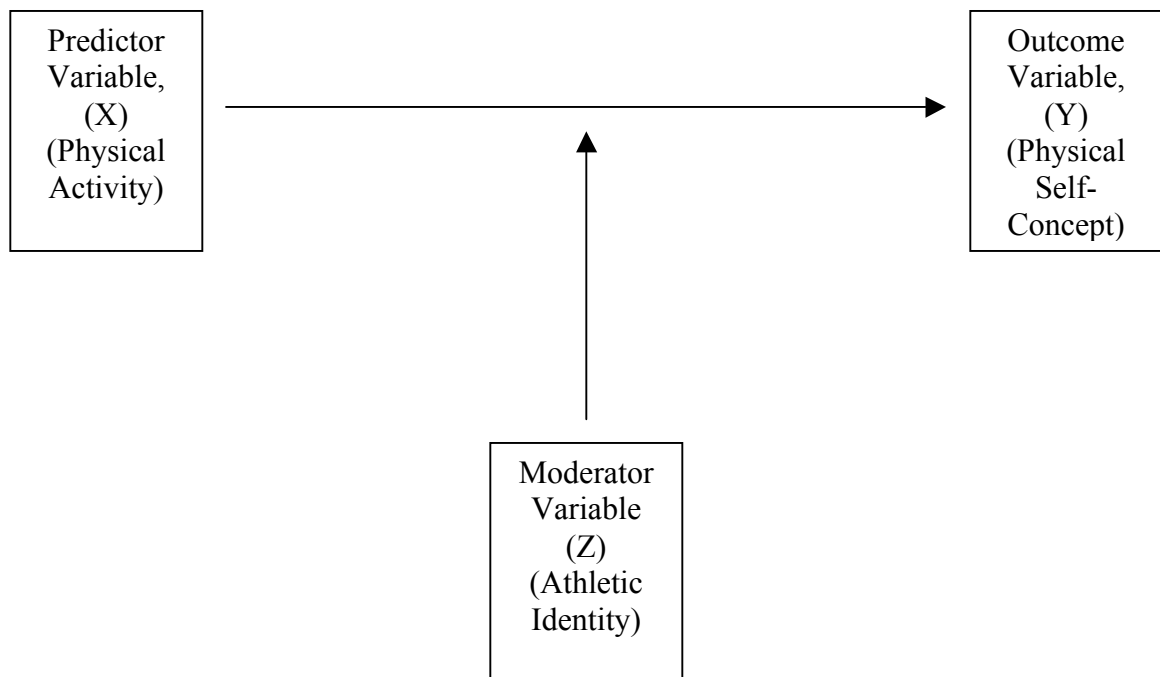 Predictor
Variable,
(X)
(Physical
Activity)
Outcome
Variable,
(Y)
(Physical
Self-
Concept)
Moderator
Variable
(Z)
(Athletic
Identity)